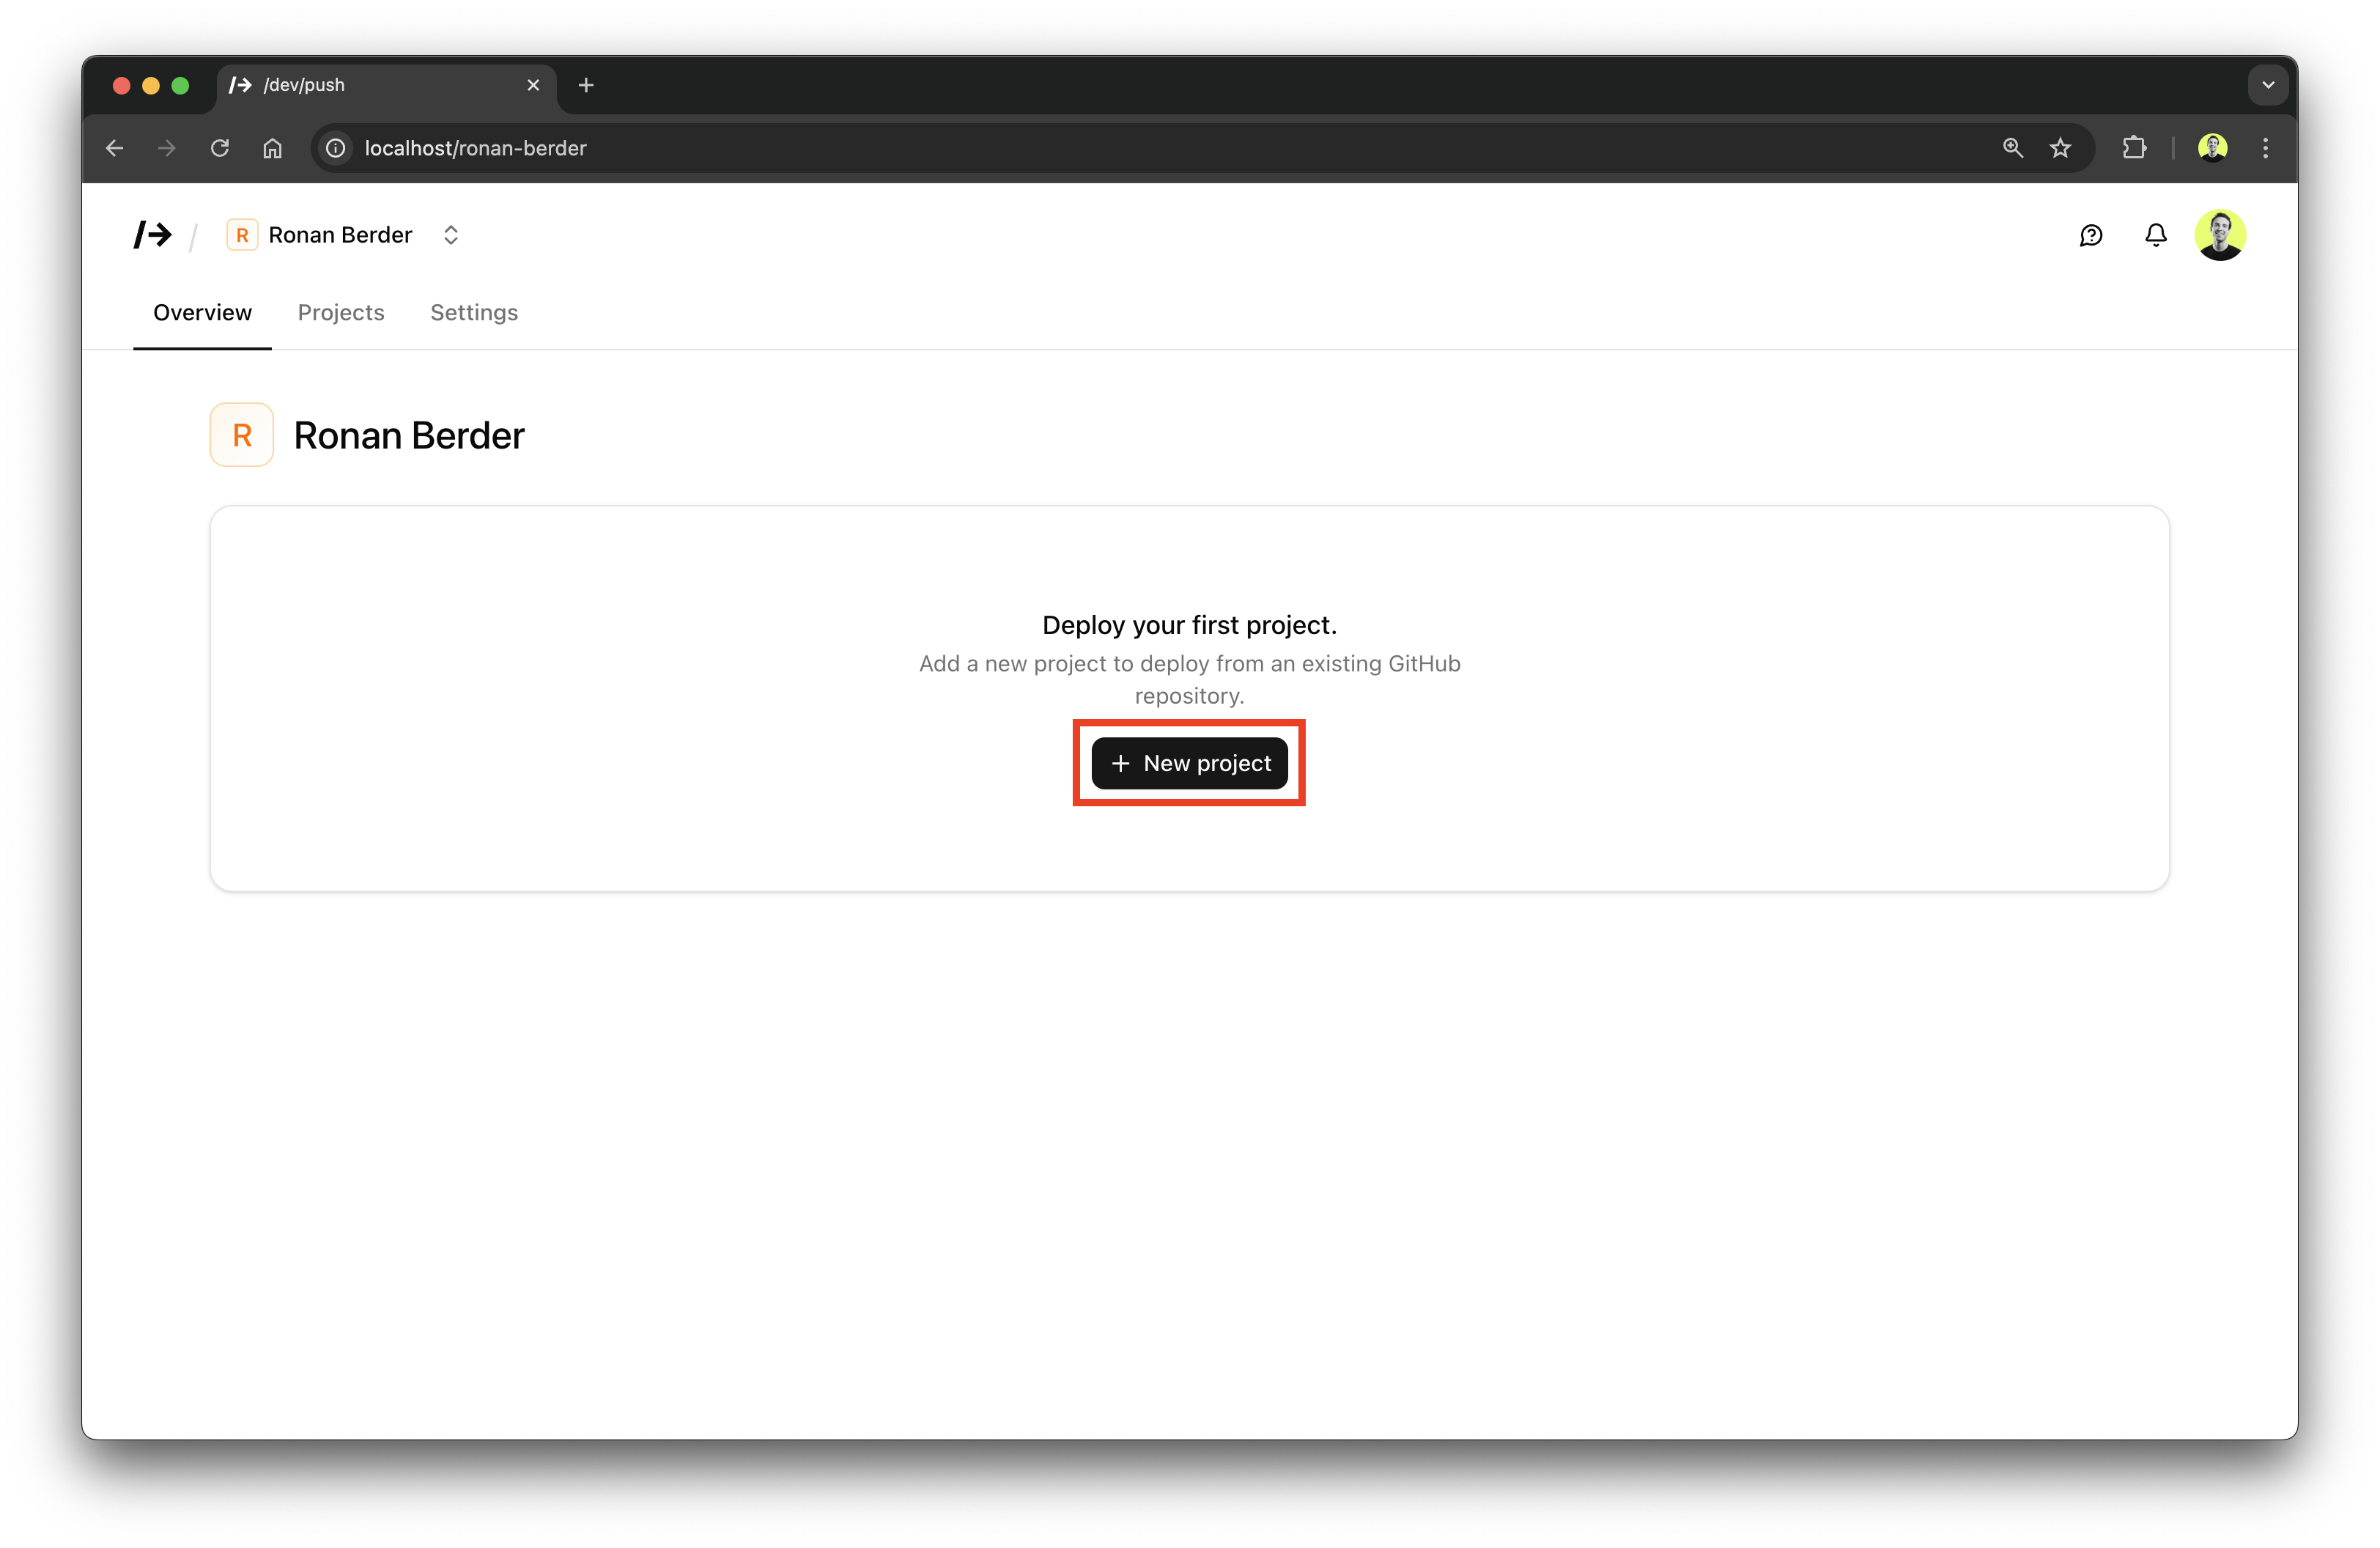 /dev/push
localhost/ronan-berder
R Ronan Berder
Overview Projects Settings
R Ronan Berder
Deploy your first project.
Add a new project to deploy from an existing GitHub
repository.
+ New project